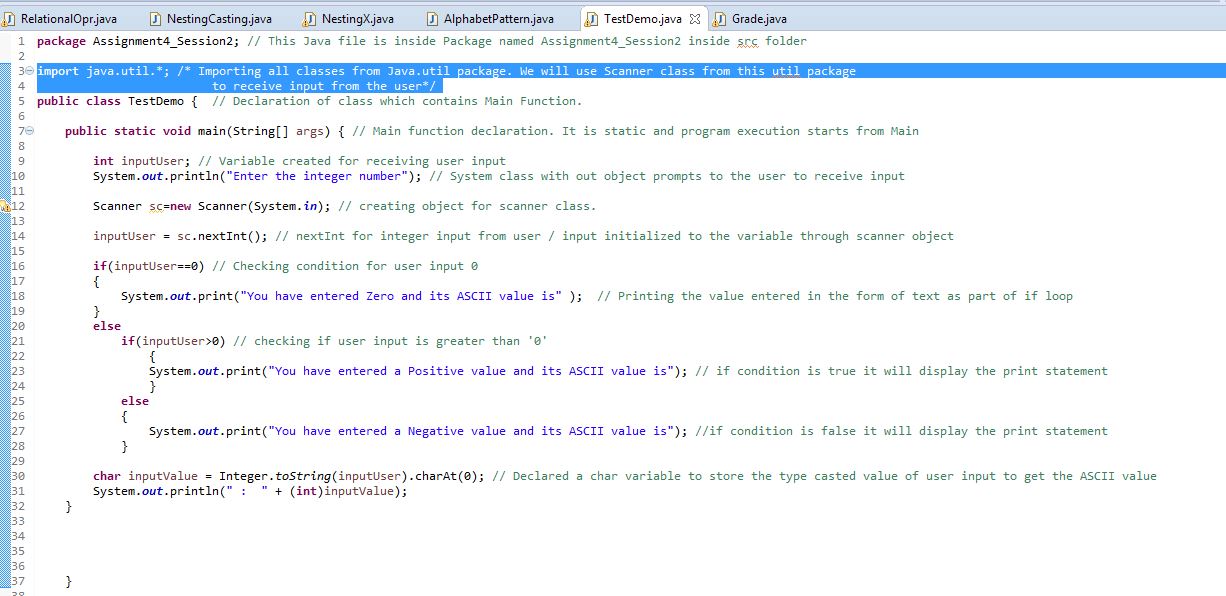 RelationalOpr.java NestingCasting.java NestingX.java AlphabetPattern.java TestDemo.java Grade.java
1 package Assignment4_Session2; // This Java file is inside Package named Assignment4_Session2 inside src folder
2
3 import java.util.*; /* Importing all classes from Java.util package. We will use Scanner class from this util package
4 to receive input from the user*/
5 public class TestDemo { // Declaration of class which contains Main Function.
6
7 public static void main(String[] args) { // Main function declaration. It is static and program execution starts from Main
8
9 int inputUser; // Variable created for receiving user input
10 System.out.println("Enter the integer number"); // System class with out object prompts to the user to receive input
11
12 Scanner sc=new Scanner(System.in); // creating object for scanner class.
13
14 inputUser = sc.nextInt(); // nextInt for integer input from user / input initialized to the variable through scanner object
15
16 if(inputUser==0) // Checking condition for user input 0
17 {
18 System.out.print("You have entered Zero and its ASCII value is" ); // Printing the value entered in the form of text as part of if loop
19 }
20 else
21 if(inputUser>0) // checking if user input is greater than '0'
22 {
23 System.out.print("You have entered a Positive value and its ASCII value is"); // if condition is true it will display the print statement
24 }
25 else
26 {
27 System.out.print("You have entered a Negative value and its ASCII value is"); //if condition is false it will display the print statement
28 }
29
30 char inputValue = Integer.toString(inputUser).charAt(0); // Declared a char variable to store the type casted value of user input to get the ASCII value
31 System.out.println(" :  " + (int)inputValue);
32 }
33
34
35
36
37 }
38